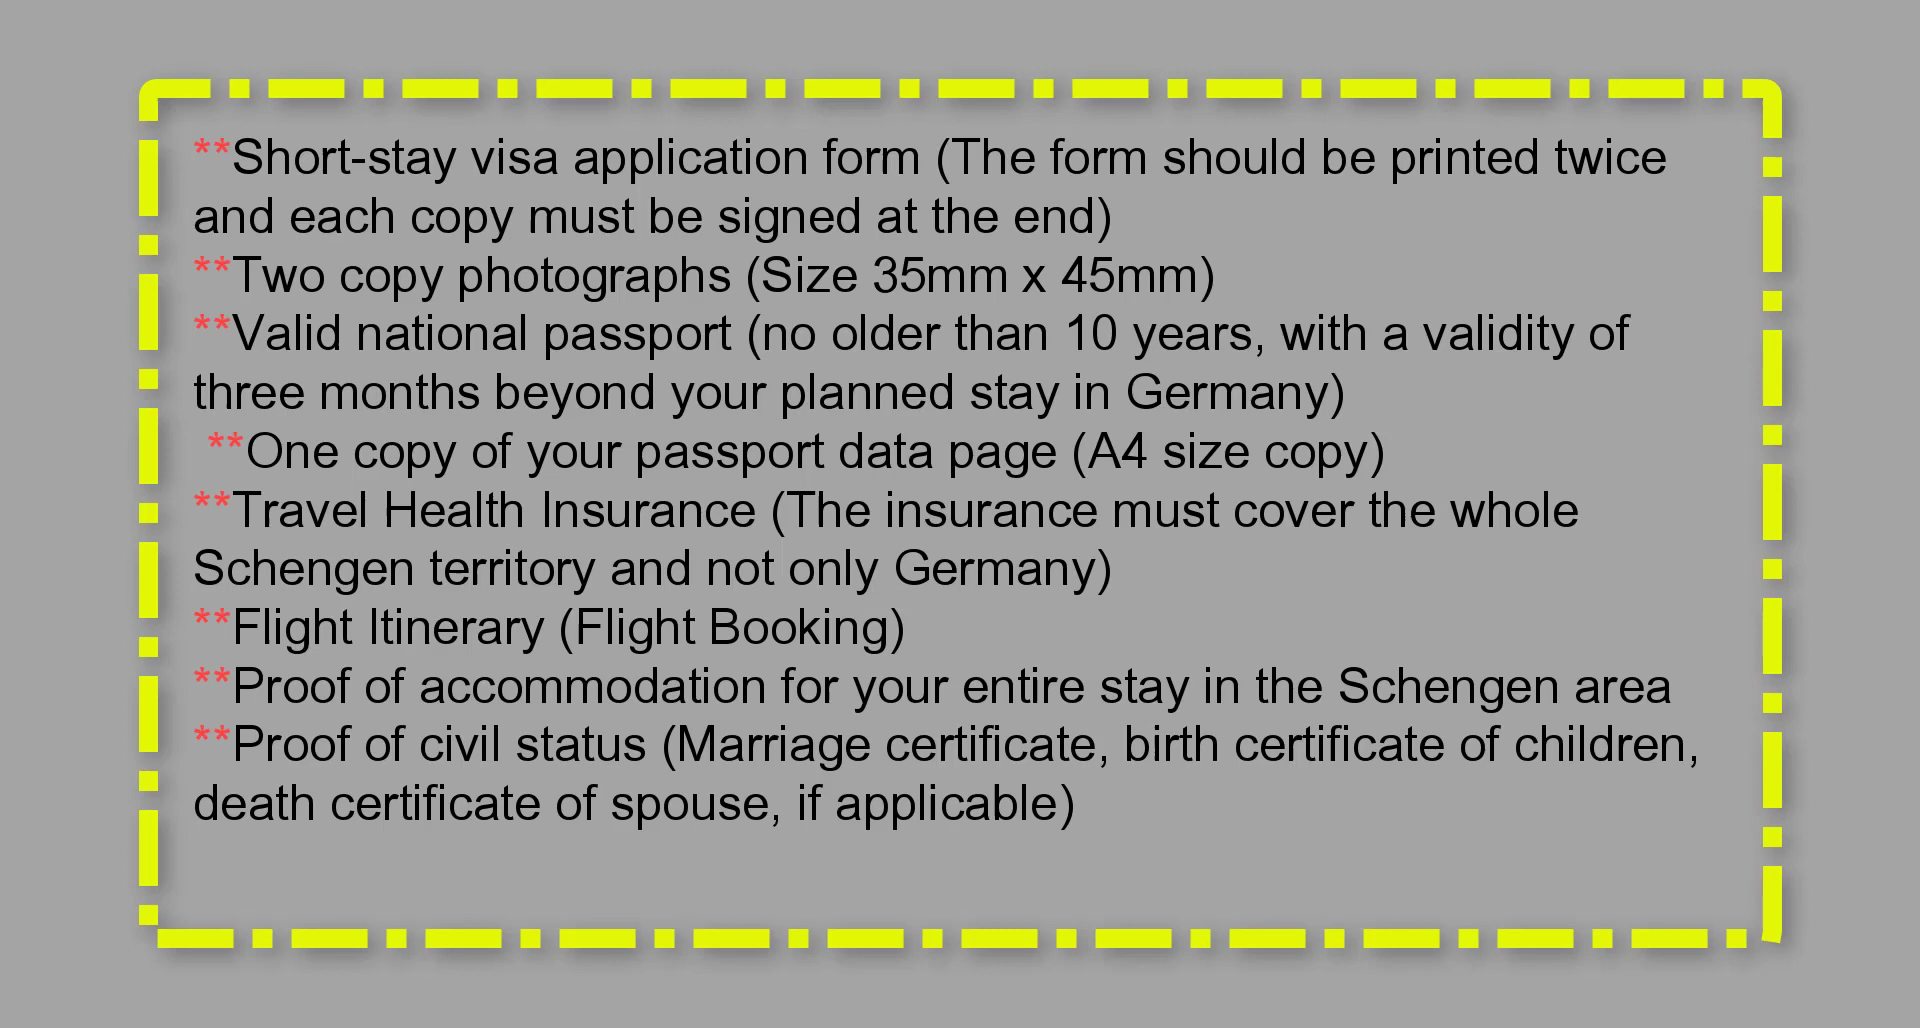 **Short-stay visa application form (The form should be printed twice
and each copy must be signed at the end)
**Two copy photographs (Size 35mm x 45mm)
**Valid national passport (no older than 10 years, with a validity of
three months beyond your planned stay in Germany)
**One copy of your passport data page (A4 size copy)
**Travel Health Insurance (The insurance must cover the whole
Schengen territory and not only Germany)
**Flight Itinerary (Flight Booking)
**Proof of accommodation for your entire stay in the Schengen area
**Proof of civil status (Marriage certificate, birth certificate of children,
death certificate of spouse, if applicable)